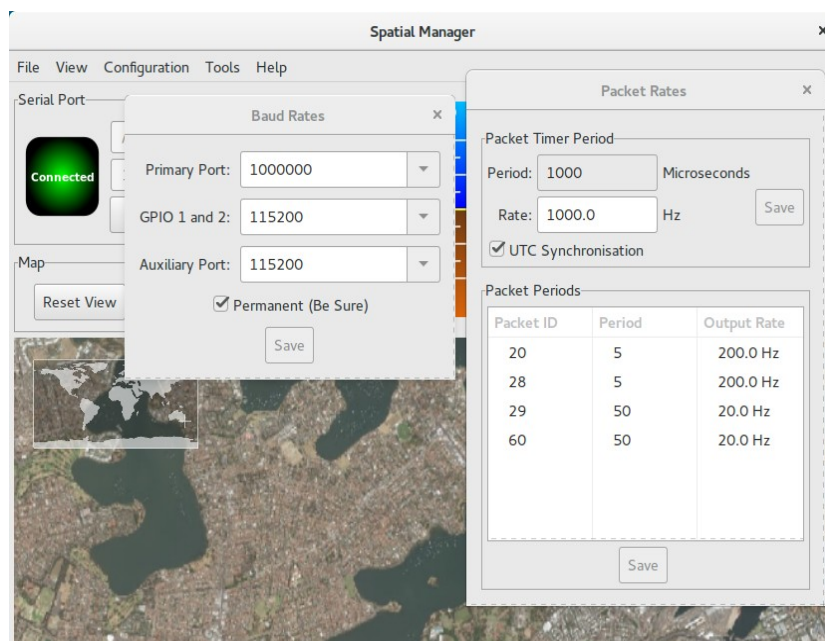 Spatial Manager
×
File View Configuration Tools Help
Serial Port
Connected
Map
Reset View
Baud Rates
×
Primary Port: 1000000
GPIO 1 and 2: 115200
Auxiliary Port: 115200
Permanent (Be Sure)
Save
Packet Rates
×
Packet Timer Period
Period: 1000 Microseconds
Rate: 1000.0 Hz
Save
UTC Synchronisation
Packet Periods
Packet ID Period Output Rate
20 5 200.0 Hz
28 5 200.0 Hz
29 50 20.0 Hz
60 50 20.0 Hz
Save